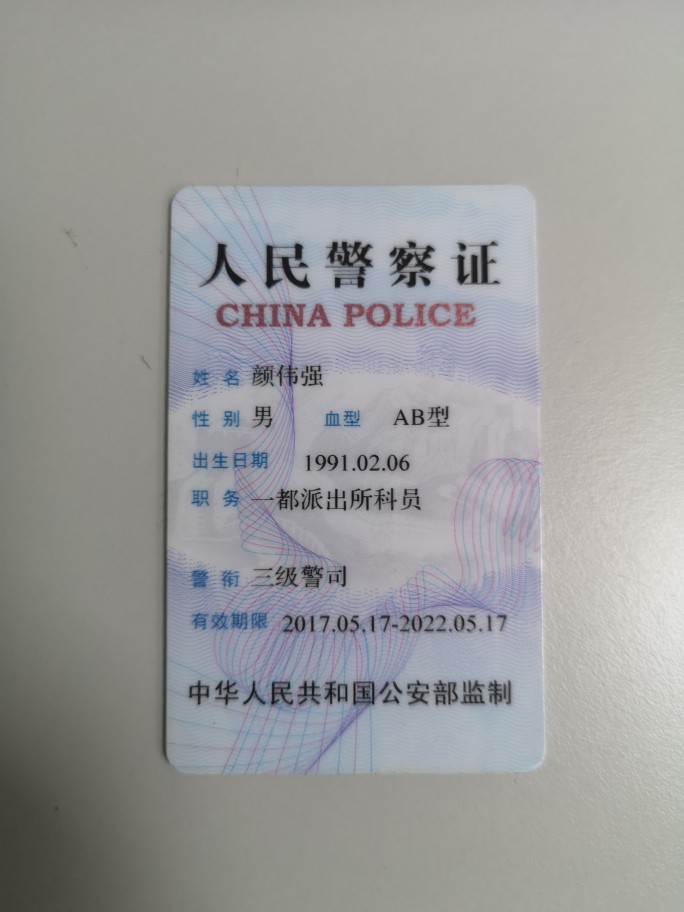 人民警察证
CHINA POLICE
姓名 颜伟强
性别 男 血型 AB型
出生日期 1991.02.06
职务 一都派出所科员
警衔 三级警司
有效期限 2017.05.17-2022.05.17
中华人民共和国公安部监制